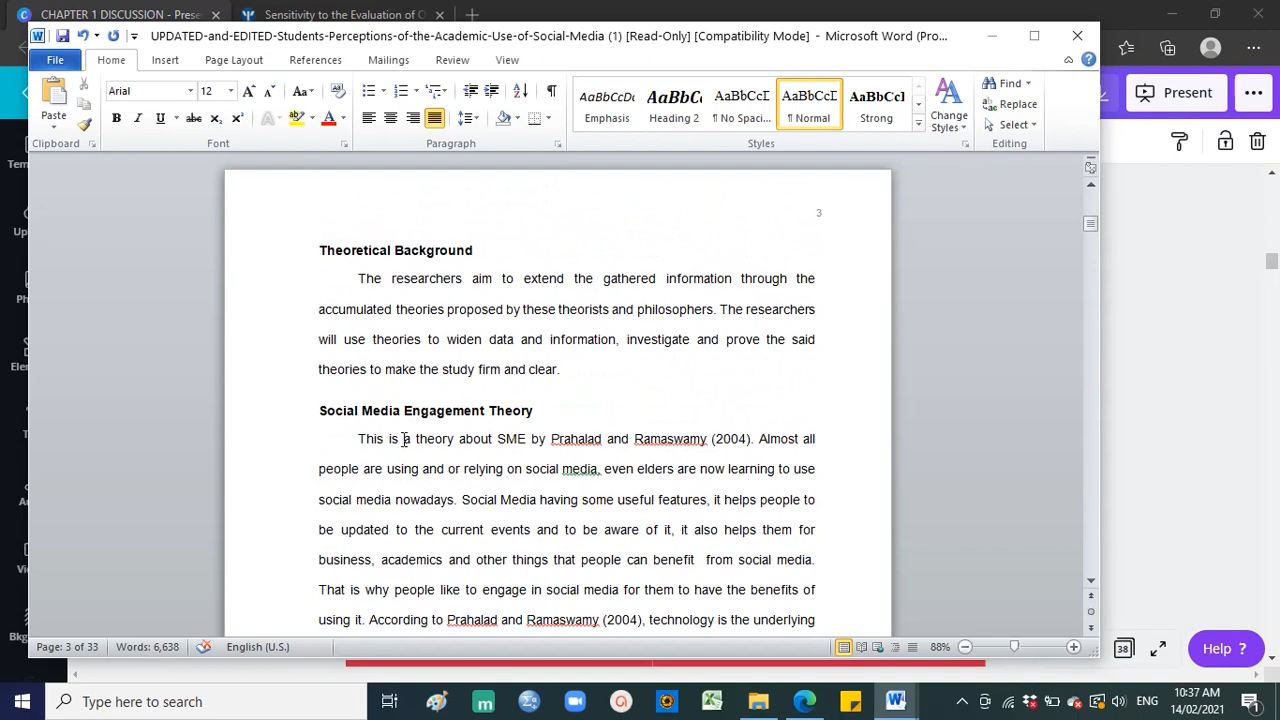 CHAPTER 1 DISCUSSION - Prese
Sensitivity to the Evaluation of O
UPDATED-and-EDITED-Students-Perceptions-of-the-Academic-Use-of-Social-Media (1) [Read-Only] [Compatibility Mode] - Microsoft Word (Pro...
File Home Insert Page Layout References Mailings Review View
Arial 12
AaBbCcDc AaBbC AaBbCcI AaBbCcI AaBbCcl
Emphasis Heading 2 ¶ No Spaci... ¶ Normal Strong
Paste
Change Styles
Find
Replace
Select
Clipboard Font Paragraph Styles Editing
Present
3
Theoretical Background
The researchers aim to extend the gathered information through the
accumulated theories proposed by these theorists and philosophers. The researchers
will use theories to widen data and information, investigate and prove the said
theories to make the study firm and clear.
Social Media Engagement Theory
This is a theory about SME by Prahalad and Ramaswamy (2004). Almost all
people are using and or relying on social media, even elders are now learning to use
social media nowadays. Social Media having some useful features, it helps people to
be updated to the current events and to be aware of it, it also helps them for
business, academics and other things that people can benefit from social media.
That is why people like to engage in social media for them to have the benefits of
using it. According to Prahalad and Ramaswamy (2004), technology is the underlying
Page: 3 of 33 Words: 6,638 English (U.S.) 88%
38 Help ?
Type here to search
ENG
10:37 AM
14/02/2021